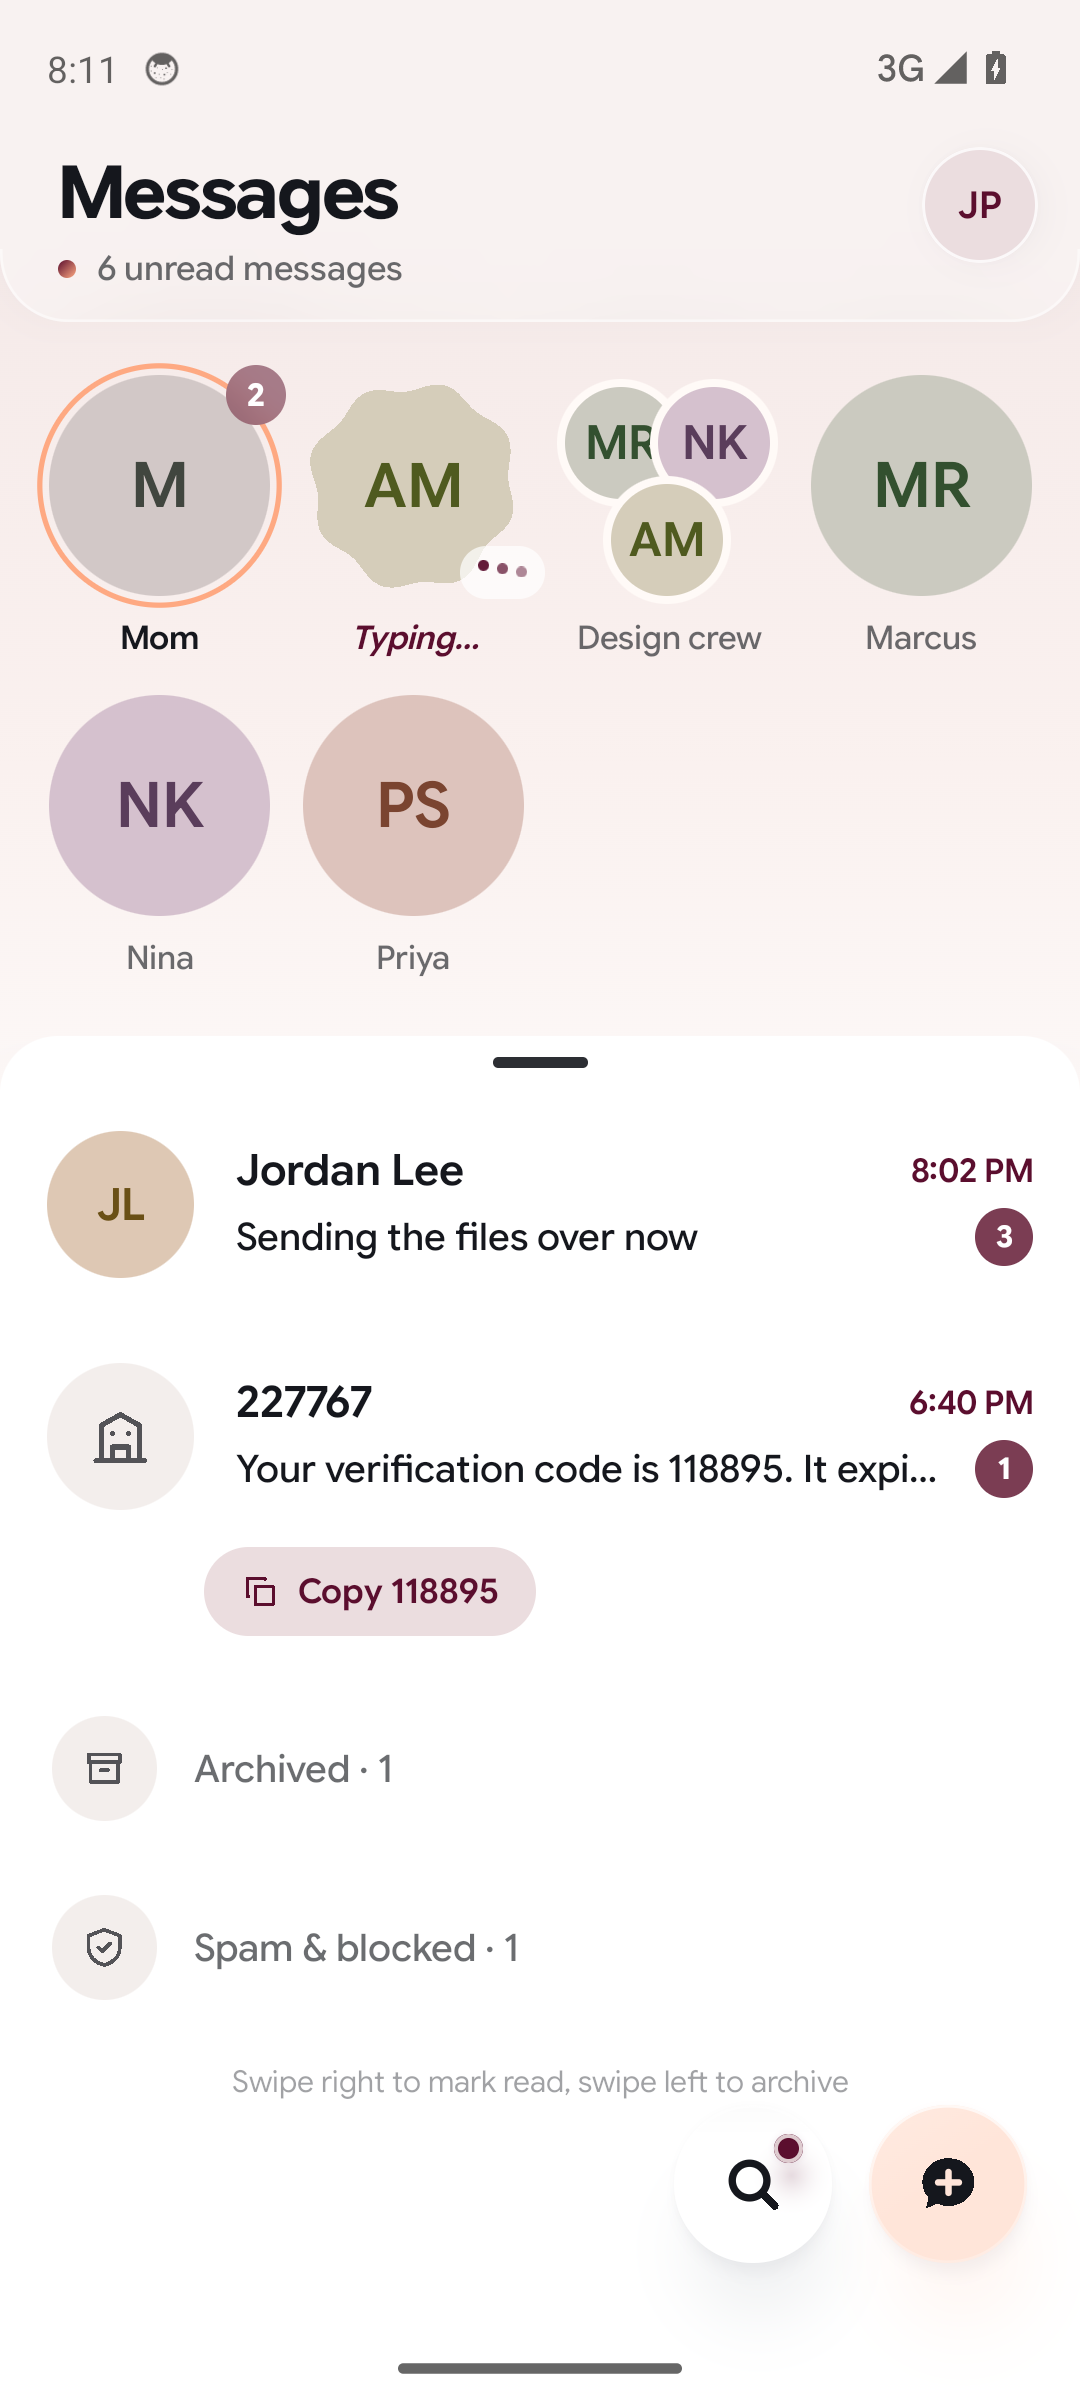 8:11
3G
Messages
JP
6 unread messages
2
M
AM
MR
NK
AM
MR
Mom
Typing...
Design crew
Marcus
NK
PS
Nina
Priya
JL
Jordan Lee
8:02 PM
Sending the files over now
3
227767
6:40 PM
Your verification code is 118895. It expi...
1
Copy 118895
Archived · 1
Spam & blocked · 1
Swipe right to mark read, swipe left to archive